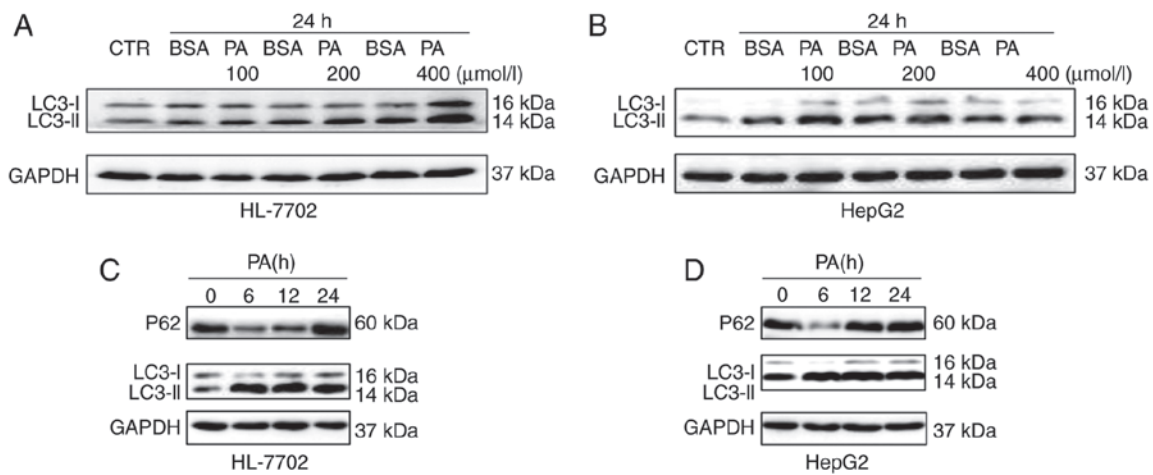 A
24 h
CTR BSA PA BSA PA BSA PA
100 200 400 (μmol/l)
LC3-I 16 kDa
LC3-II 14 kDa
GAPDH 37 kDa
HL-7702
B
24 h
CTR BSA PA BSA PA BSA PA
100 200 400 (μmol/l)
LC3-I 16 kDa
LC3-II 14 kDa
GAPDH 37 kDa
HepG2
C
PA(h)
0 6 12 24
P62 60 kDa
LC3-I 16 kDa
LC3-II 14 kDa
GAPDH 37 kDa
HL-7702
D
PA(h)
0 6 12 24
P62 60 kDa
LC3-I 16 kDa
LC3-II 14 kDa
GAPDH 37 kDa
HepG2